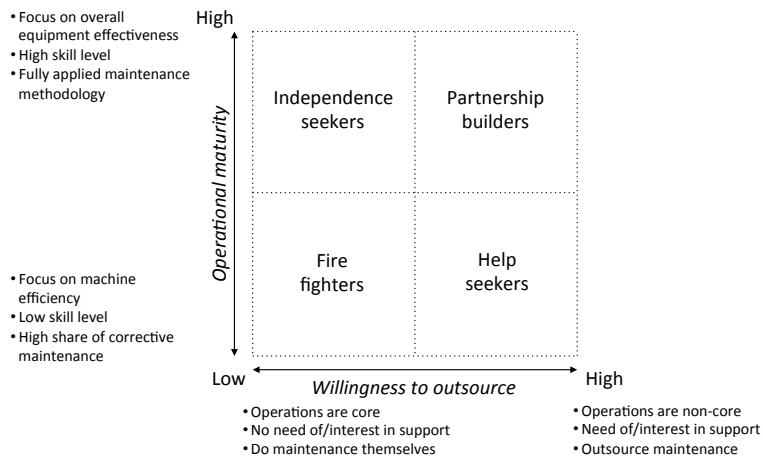 • Focus on overall
equipment effectiveness
• High skill level
• Fully applied maintenance
methodology
High
Independence
seekers
Partnership
builders
Operational maturity
Fire
fighters
Help
seekers
• Focus on machine
efficiency
• Low skill level
• High share of corrective
maintenance
Low
Willingness to outsource
High
• Operations are core
• No need of/interest in support
• Do maintenance themselves
• Operations are non-core
• Need of/interest in support
• Outsource maintenance